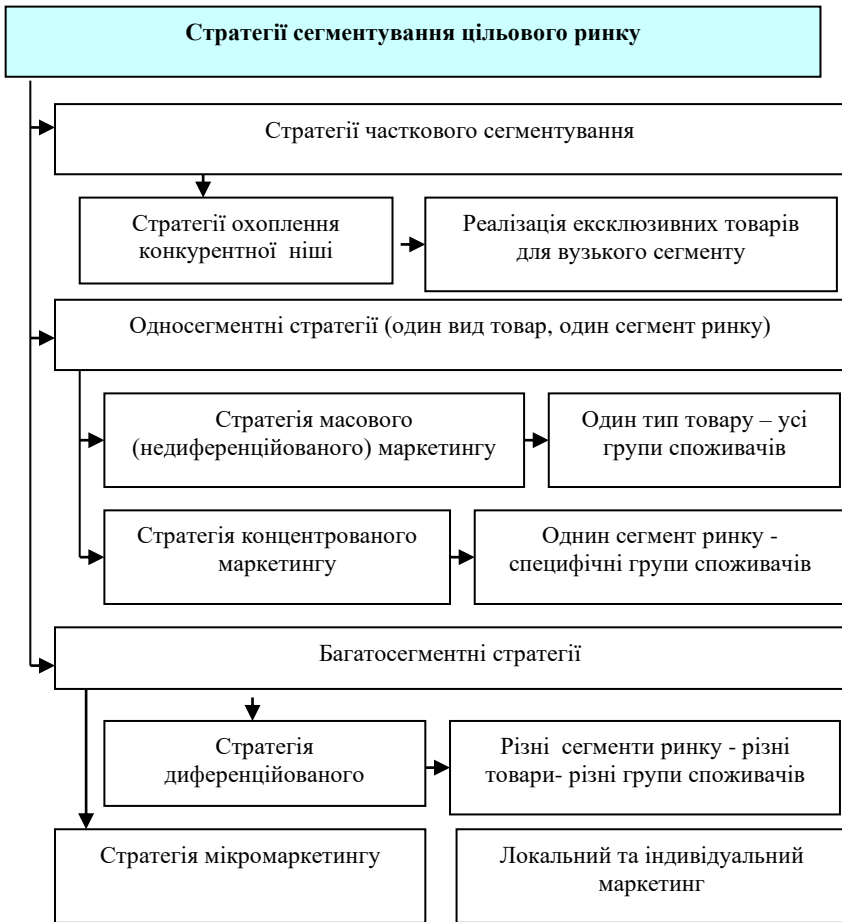 Стратегії сегментування цільового ринку
Стратегії часткового сегментування
Стратегії охоплення
конкурентної ніші
Реалізація ексклюзивних товарів
для вузького сегменту
Односегментні стратегії (один вид товар, один сегмент ринку)
Стратегія масового
(недиференційованого) маркетингу
Один тип товару – усі
групи споживачів
Стратегія концентрованого
маркетингу
Однин сегмент ринку -
специфічні групи споживачів
Багатосегментні стратегії
Стратегія
диференційованого
Різні сегменти ринку - різні
товари- різні групи споживачів
Стратегія мікромаркетингу
Локальний та індивідуальний
маркетинг